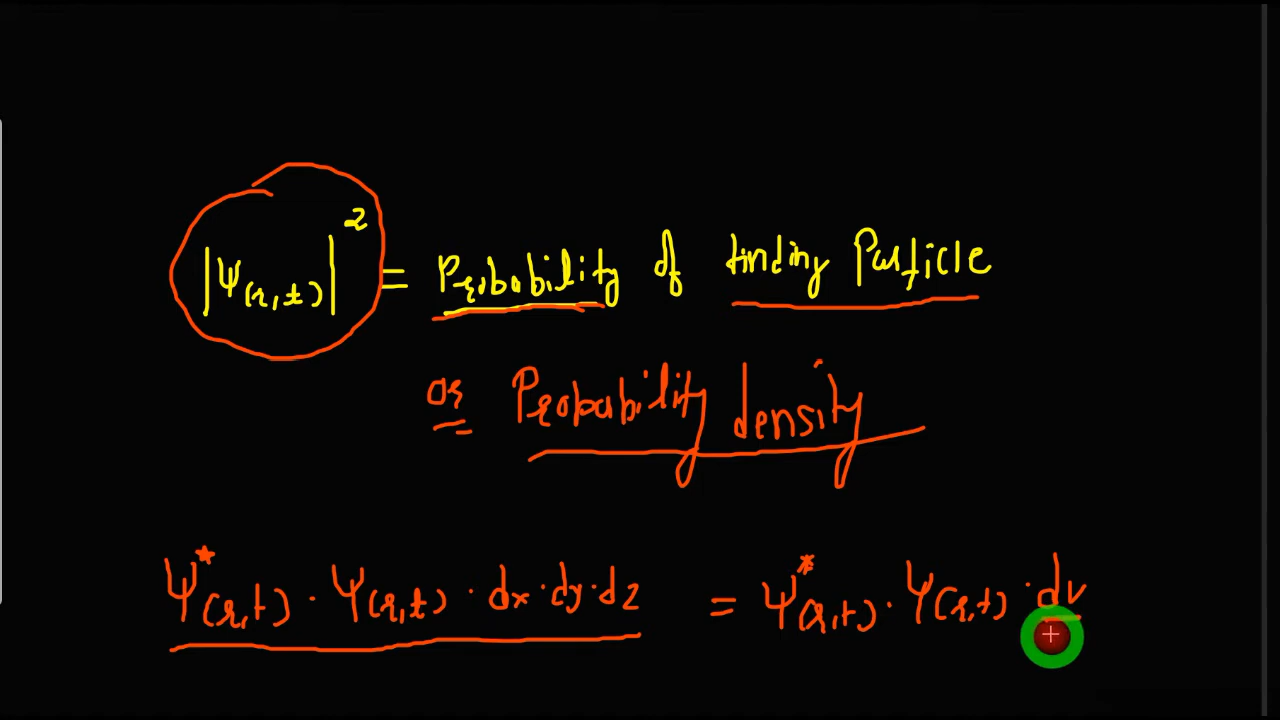 |Ψ(r,t)|² = Probability of finding Particle
or Probability density
Ψ*(r,t) · Ψ(r,t) · dx · dy · dz = Ψ*(r,t) · Ψ(r,t) · dv